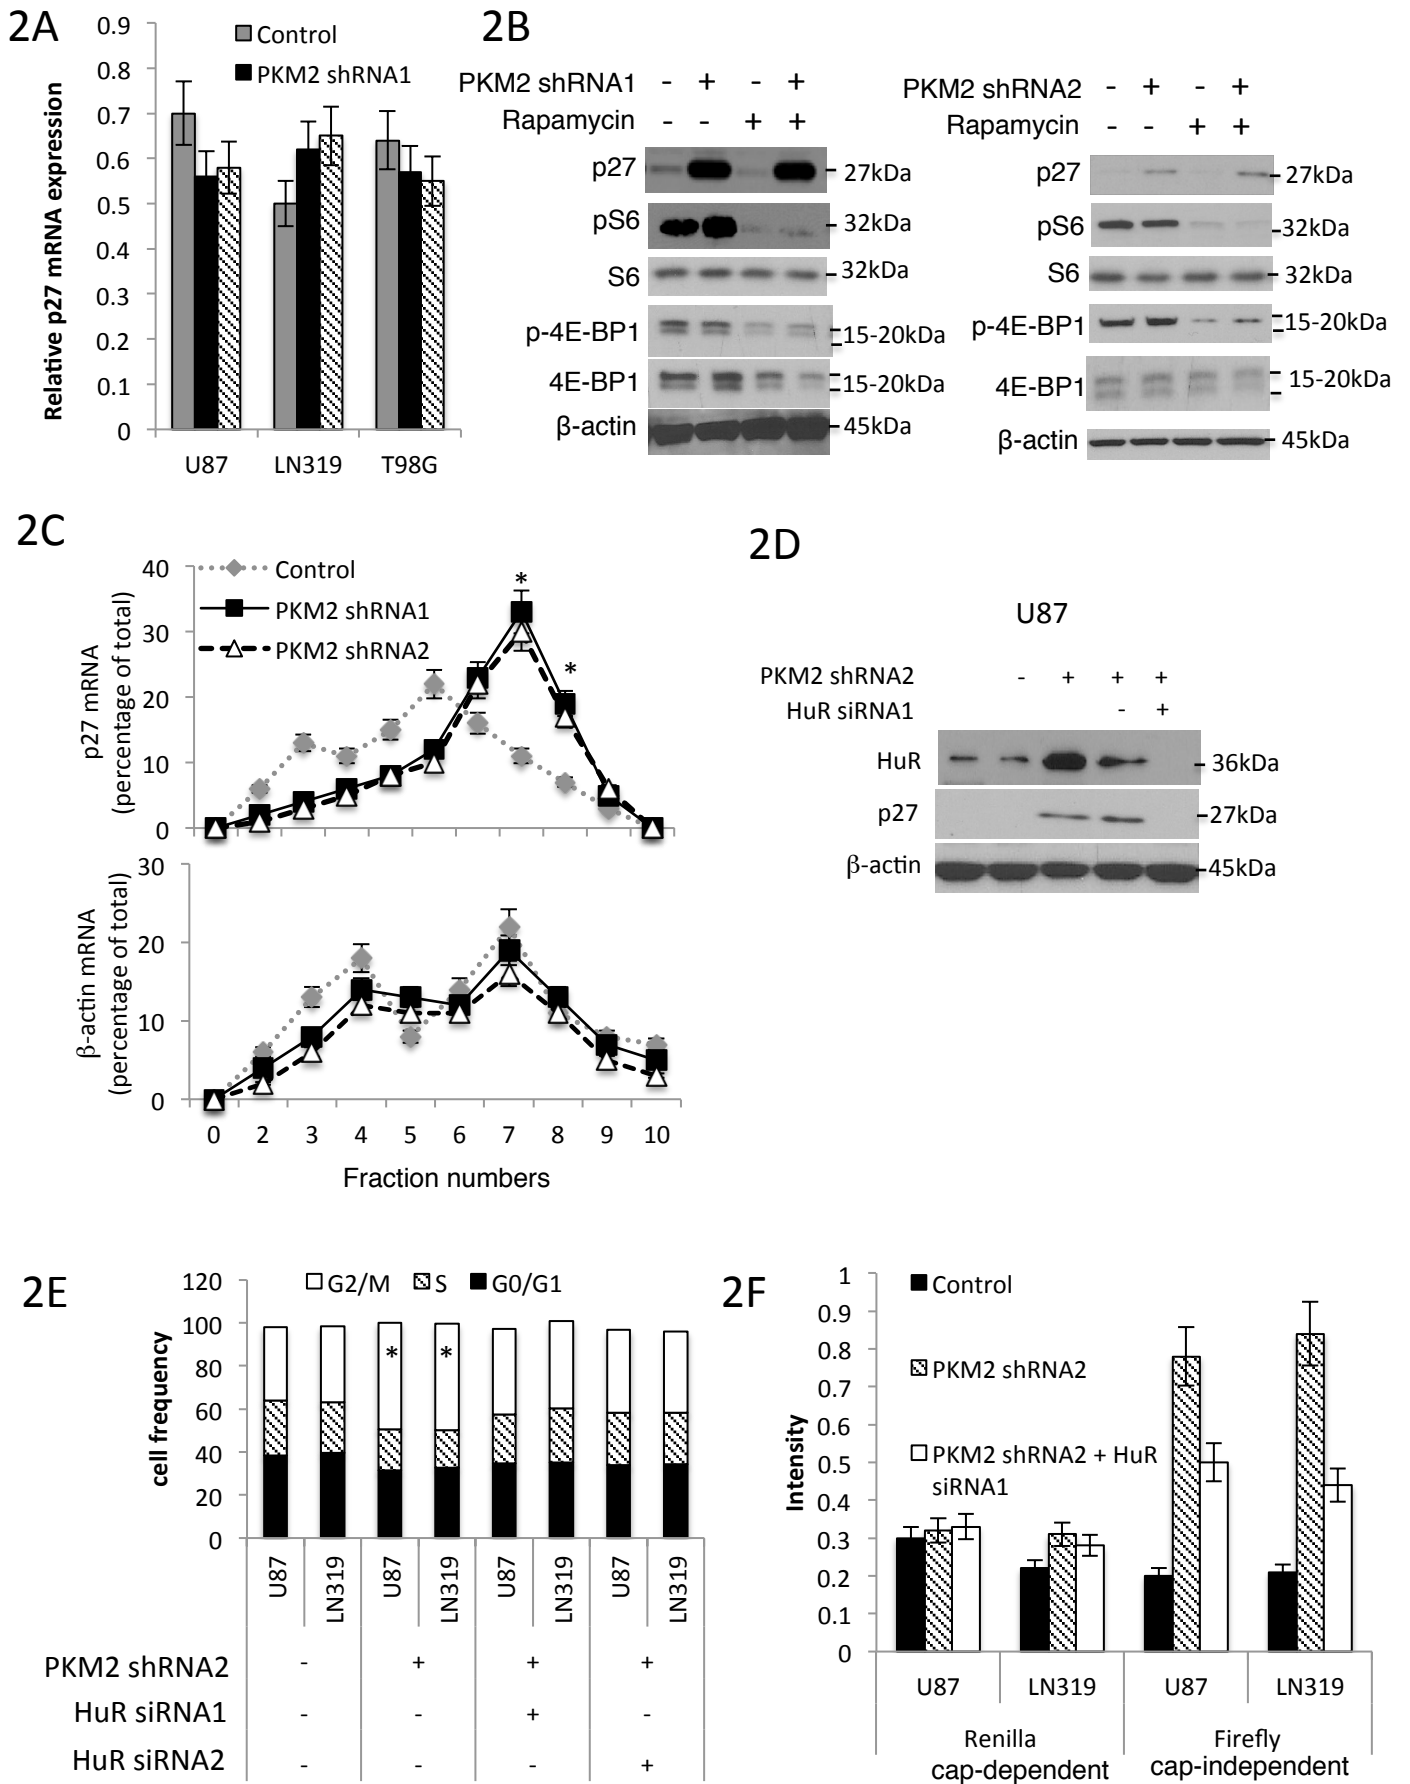 2A
Relative p27 mRNA expression
0.9
0.8
0.7
0.6
0.5
0.4
0.3
0.2
0.1
0
Control
PKM2 shRNA1
U87 LN319 T98G
2B
PKM2 shRNA1 - + - +
Rapamycin - - + +
p27 27kDa
pS6 32kDa
S6 32kDa
p-4E-BP1 15-20kDa
4E-BP1 15-20kDa
β-actin 45kDa
PKM2 shRNA2 - + - +
Rapamycin - - + +
p27 27kDa
pS6 32kDa
S6 32kDa
p-4E-BP1 15-20kDa
4E-BP1 15-20kDa
β-actin 45kDa
2C
p27 mRNA
(percentage of total)
40
30
20
10
0
Control
PKM2 shRNA1
PKM2 shRNA2
*
*
β-actin mRNA
(percentage of total)
30
20
10
0
0 2 3 4 5 6 7 8 9 10
Fraction numbers
2D
U87
PKM2 shRNA2 - + + +
HuR siRNA1 - +
HuR 36kDa
p27 27kDa
β-actin 45kDa
2E
cell frequency
120
100
80
60
40
20
0
G2/M S G0/G1
* *
U87 LN319 U87 LN319 U87 LN319 U87 LN319
PKM2 shRNA2 - + + +
HuR siRNA1 - - + -
HuR siRNA2 - - - +
2F
Intensity
1
0.9
0.8
0.7
0.6
0.5
0.4
0.3
0.2
0.1
0
Control
PKM2 shRNA2
PKM2 shRNA2 + HuR
siRNA1
U87 LN319 U87 LN319
Renilla Firefly
cap-dependent cap-independent